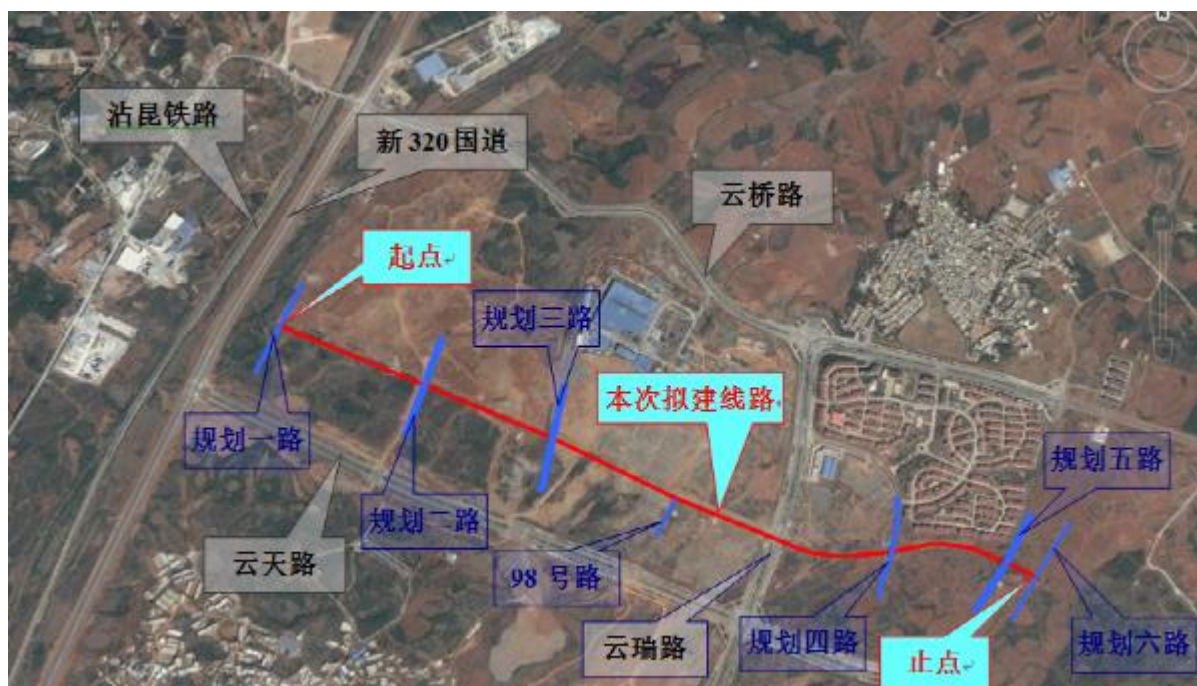 沾昆铁路
新320国道
云桥路
起点
规划三路
本次拟建线路
规划一路
规划五路
规划二路
云天路
98号路
云瑞路
规划四路
止点
规划六路